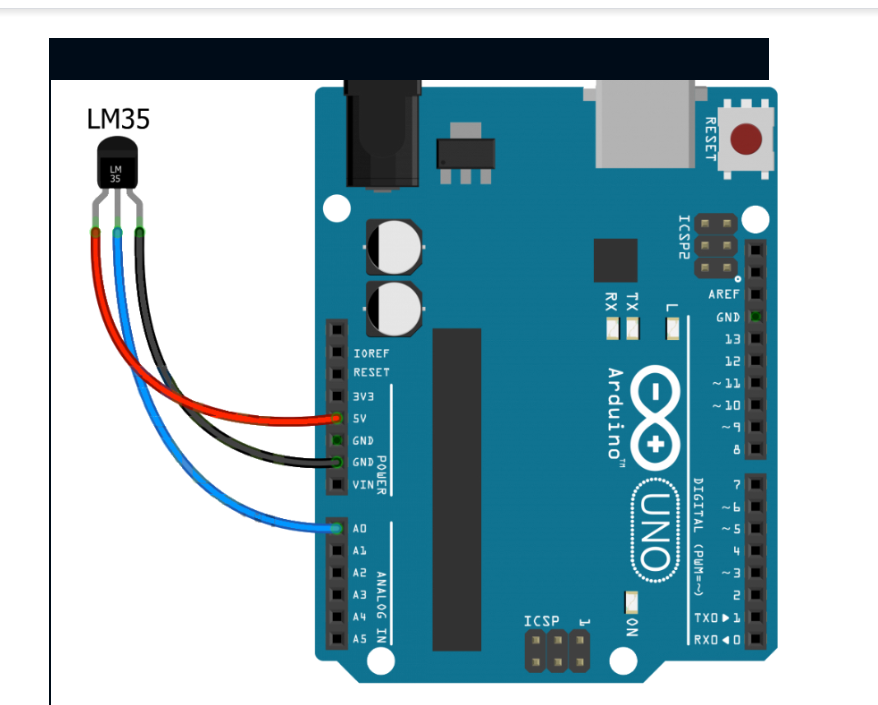 LM35
LM
35
RESET
ICSP2
AREF
GND
13
12
~11
~10
~9
8
7
~6
~5
4
~3
2
TX0▶1
RX0◀0
DIGITAL (PWM=~)
RX
TX
L
Arduino™
UNO
ON
ICSP
1
IOREF
RESET
3V3
5V
GND
GND
VIN
POWER
A0
A1
A2
A3
A4
A5
ANALOG IN